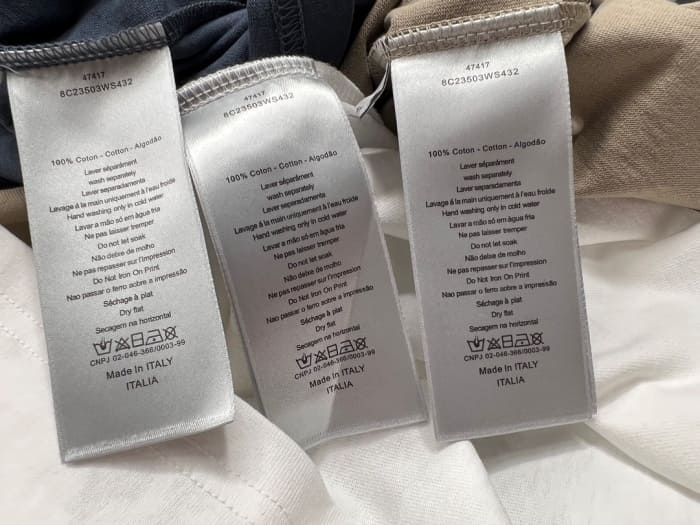 47417
8C23503WS432
100% Coton - Cotton - Algodão
Laver séparément
wash separately
Laver separadamente
Lavage à la main uniquement à l'eau froide
Hand washing only in cold water
Lavar a mão só em água fria
Ne pas laisser tremper
Do not let soak
Não debe de molho
Ne pas repasser sur l'impression
Do Not Iron On Print
Nao passar o ferro abre a impressão
Séchage à plat
Dry flat
Secagem na horizontal
CNPJ 02-046-366/0003-99
Made In ITALY
ITALIA
47417
8C23503WS432
100% Coton - Cotton - Algodão
Laver séparément
wash separately
Laver separadamente
Lavage à la main uniquement à l'eau froide
Hand washing only in cold water
Lavar a mão só em água fria
Ne pas laisser tremper
Do not let soak
Não debe de molho
Ne pas repasser sur l'impression
Do Not Iron On Print
Nao passar o ferro abre a impressão
Séchage à plat
Dry flat
Secagem na horizontal
CNPJ 02-046-366/0003-99
Made In ITALY
ITALIA
47417
8C23503WS432
100% Coton - Cotton - Algodão
Laver séparément
wash separately
Laver separadamente
Lavage à la main uniquement à l'eau froide
Hand washing only in cold water
Lavar a mão só em água fria
Ne pas laisser tremper
Do not let soak
Não debe de molho
Ne pas repasser sur l'impression
Do Not Iron On Print
Nao passar o ferro abre a impressão
Séchage à plat
Dry flat
Secagem na horizontal
CNPJ 02-046-366/0003-99
Made In ITALY
ITALIA